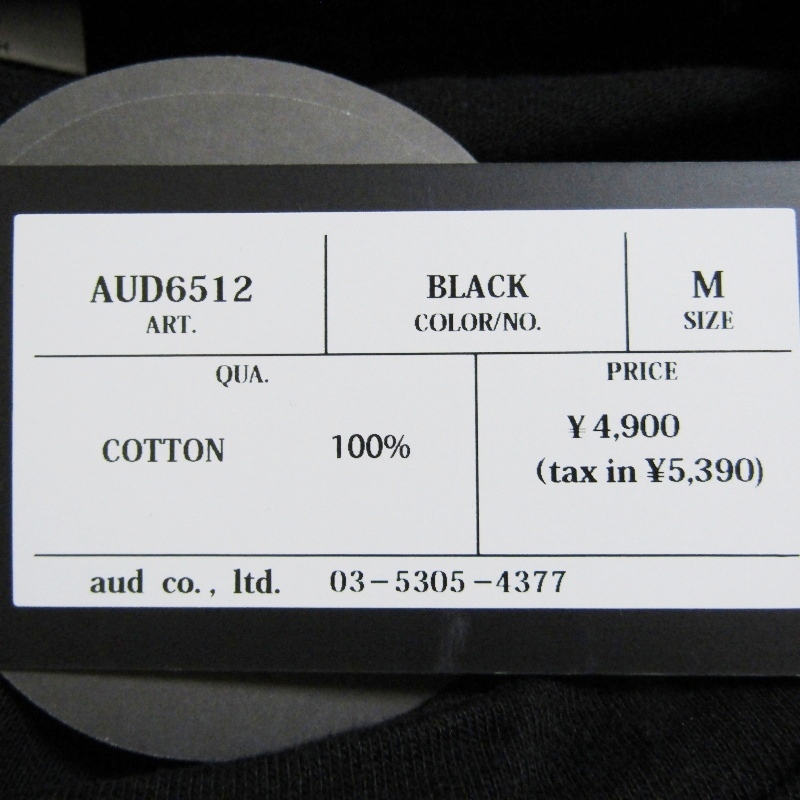 AUD6512
ART.
BLACK
COLOR/NO.
M
SIZE
QUA.
COTTON 100%
PRICE
¥4,900
(tax in ¥5,390)
aud co., ltd. 03-5305-4377